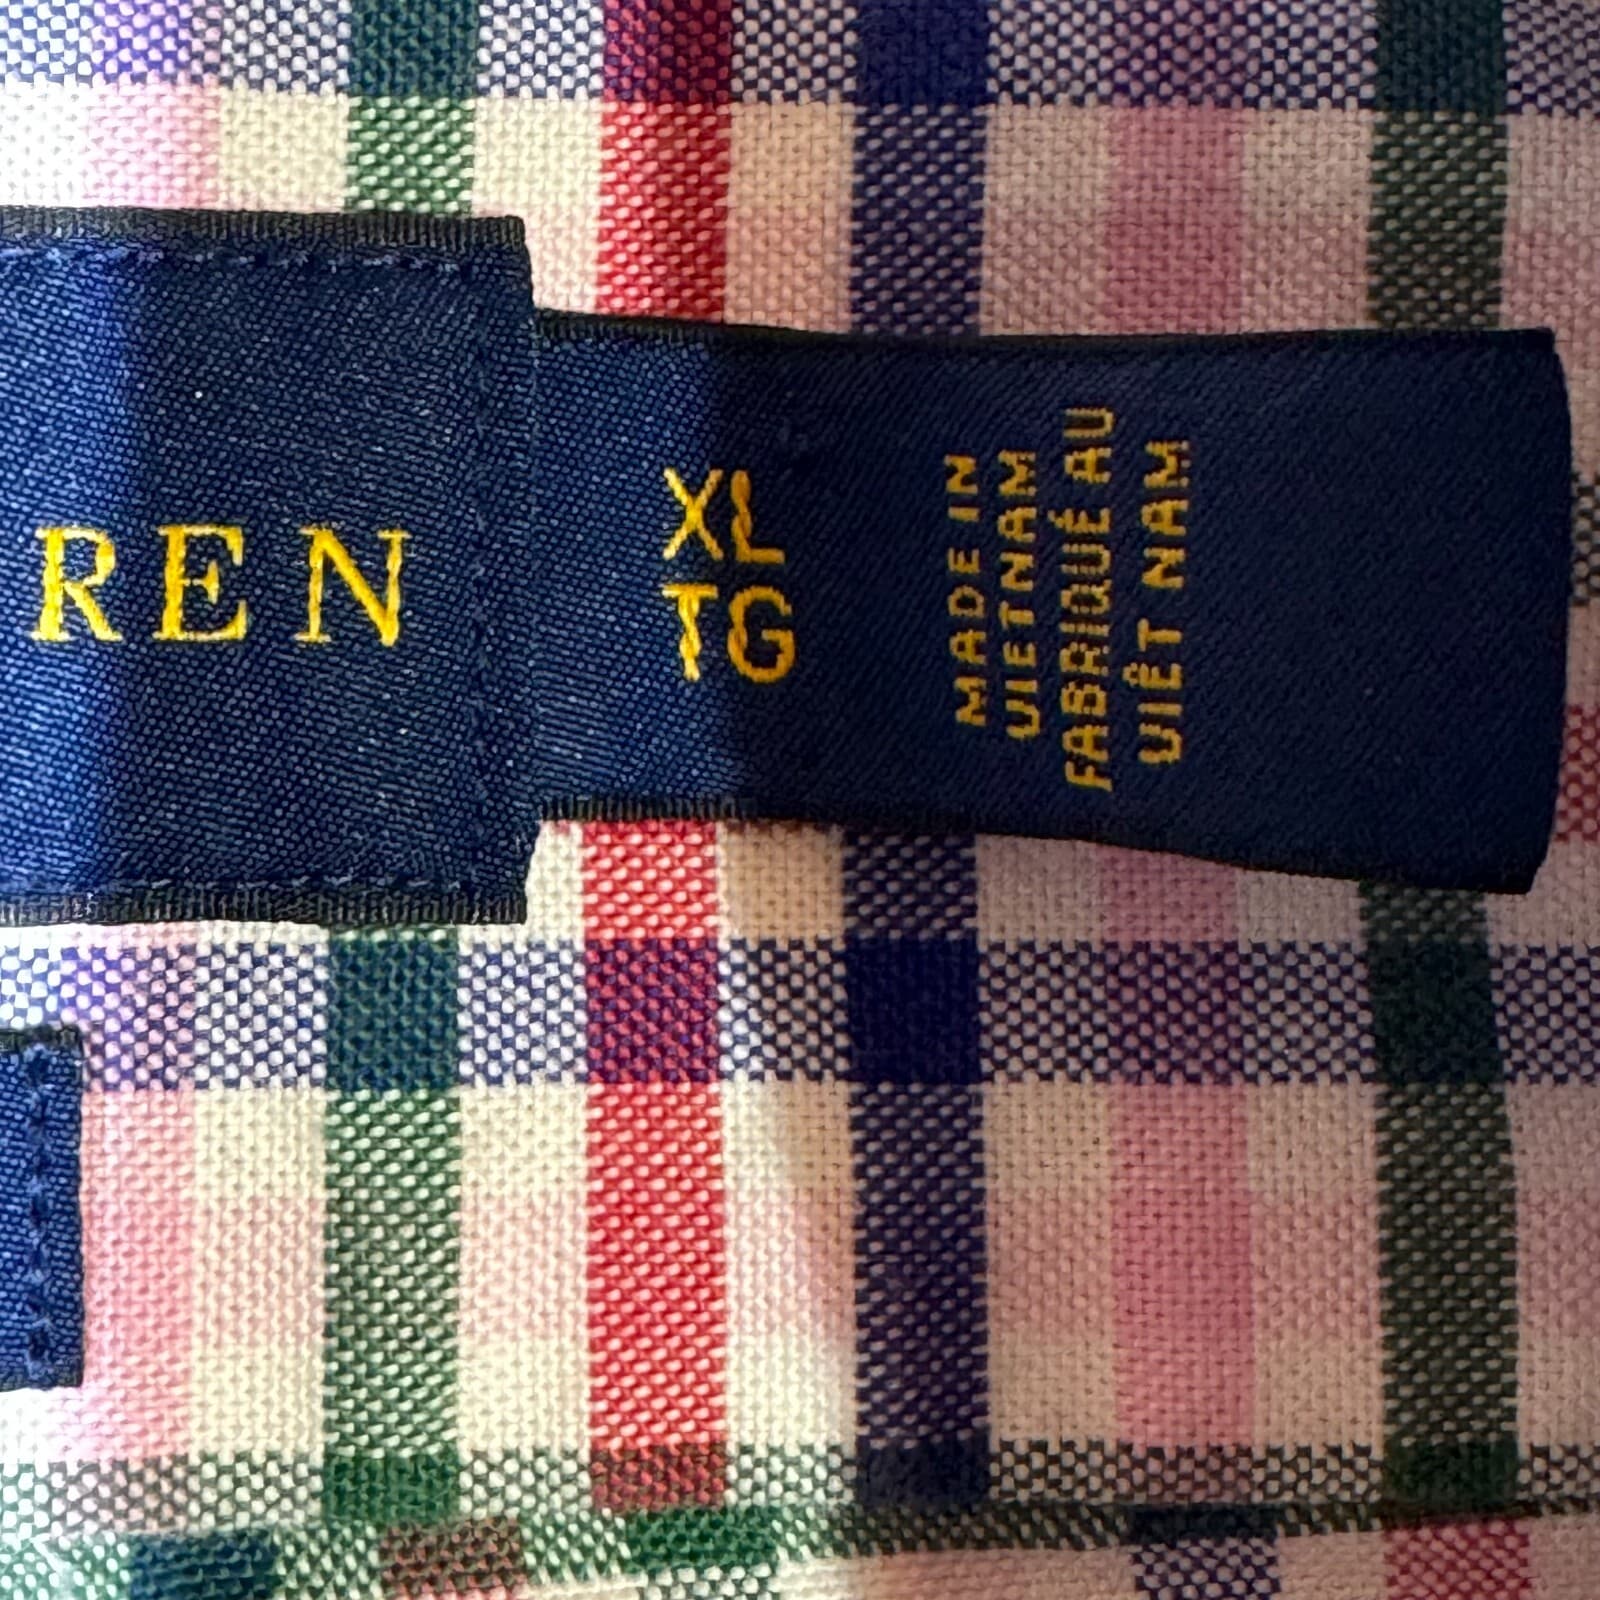 REN
XL
TG
MADE IN
VIETNAM
FABRIQUÉ AU
VIÊT NAM